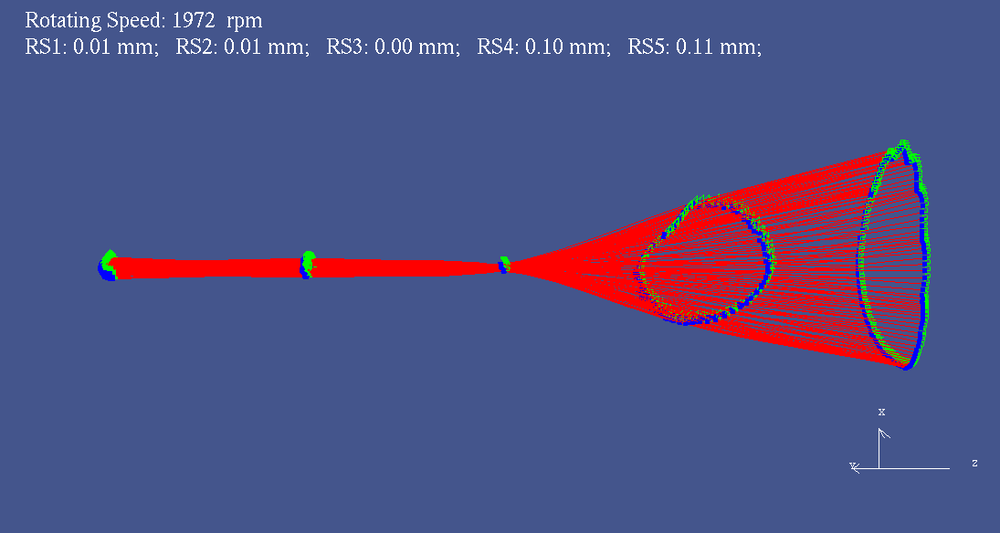 Rotating Speed: 1972 rpm
RS1: 0.01 mm; RS2: 0.01 mm; RS3: 0.00 mm; RS4: 0.10 mm; RS5: 0.11 mm;
x
y z